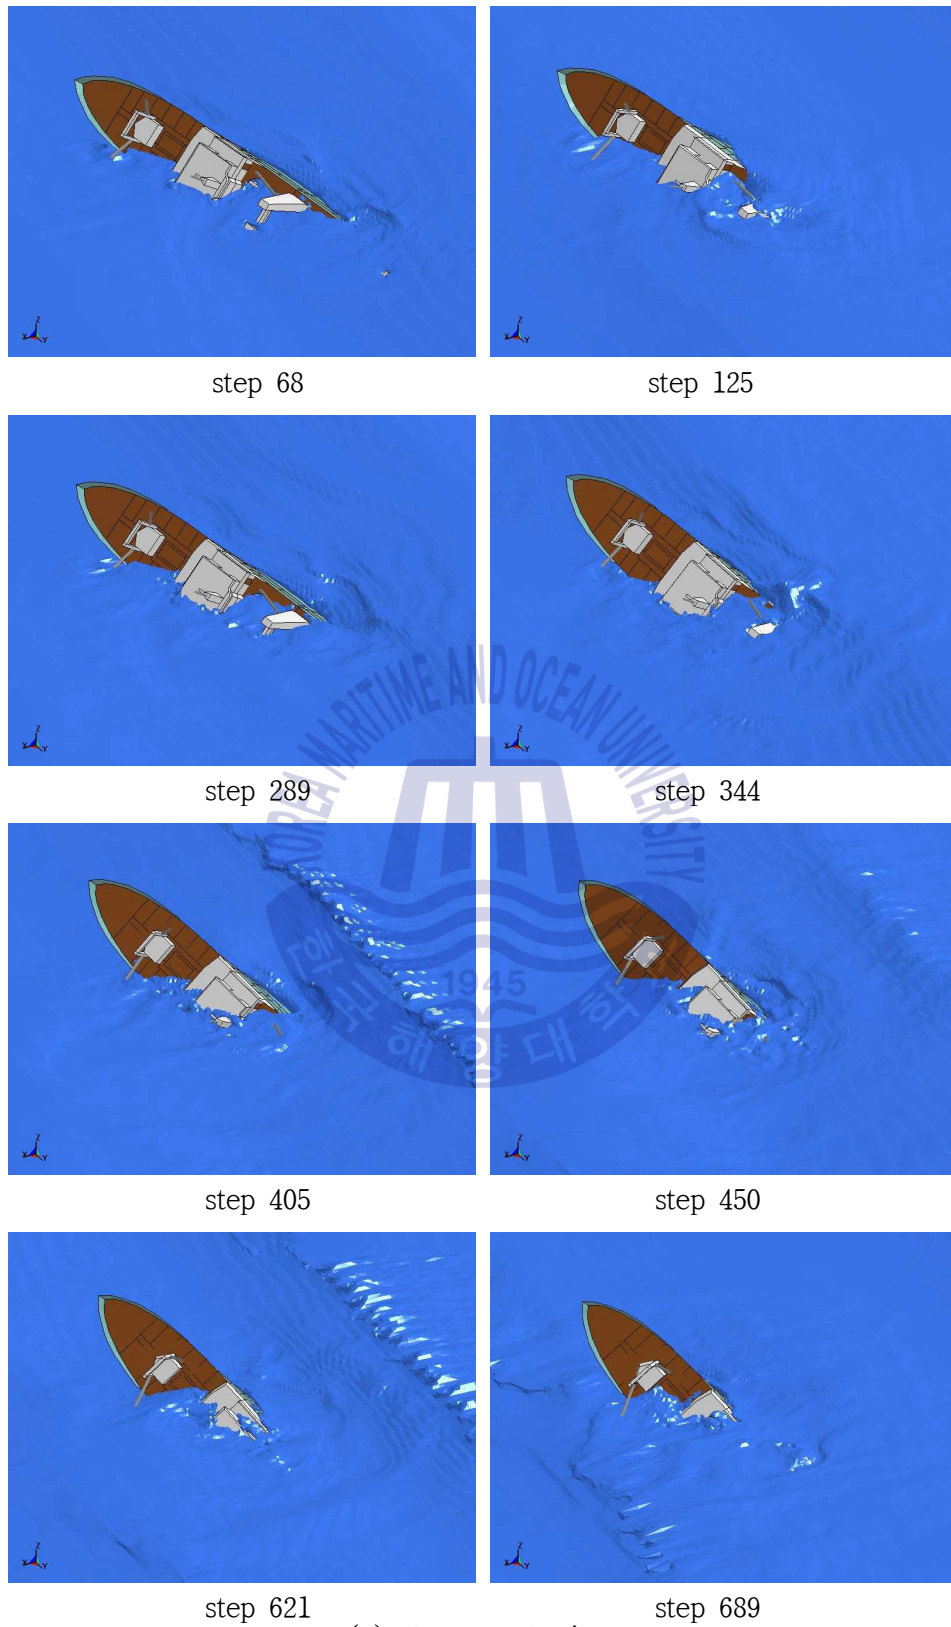 step 68
step 125
step 289
step 344
KOREA MARITIME AND OCEAN UNIVERSITY
step 405
step 450
1945
한국해양대학교
step 621
step 689